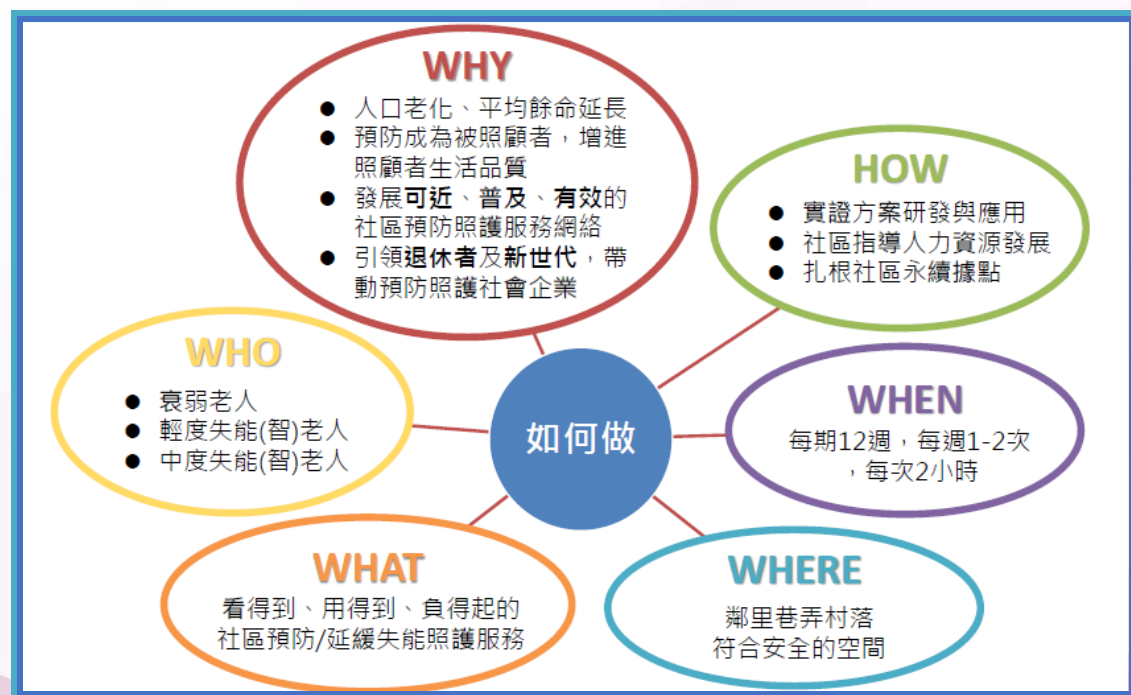 WHY
● 人口老化、平均餘命延長
● 預防成為被照顧者，增進
照顧者生活品質
● 發展可近、普及、有效的
社區預防照護服務網絡
● 引領退休者及新世代，帶
動預防照護社會企業
HOW
● 實證方案研發與應用
● 社區指導人力資源發展
● 扎根社區永續據點
WHO
● 衰弱老人
● 輕度失能(智)老人
● 中度失能(智)老人
如何做
WHEN
每期12週，每週1-2次
，每次2小時
WHAT
看得到、用得到、負得起的
社區預防/延緩失能照護服務
WHERE
鄰里巷弄村落
符合安全的空間